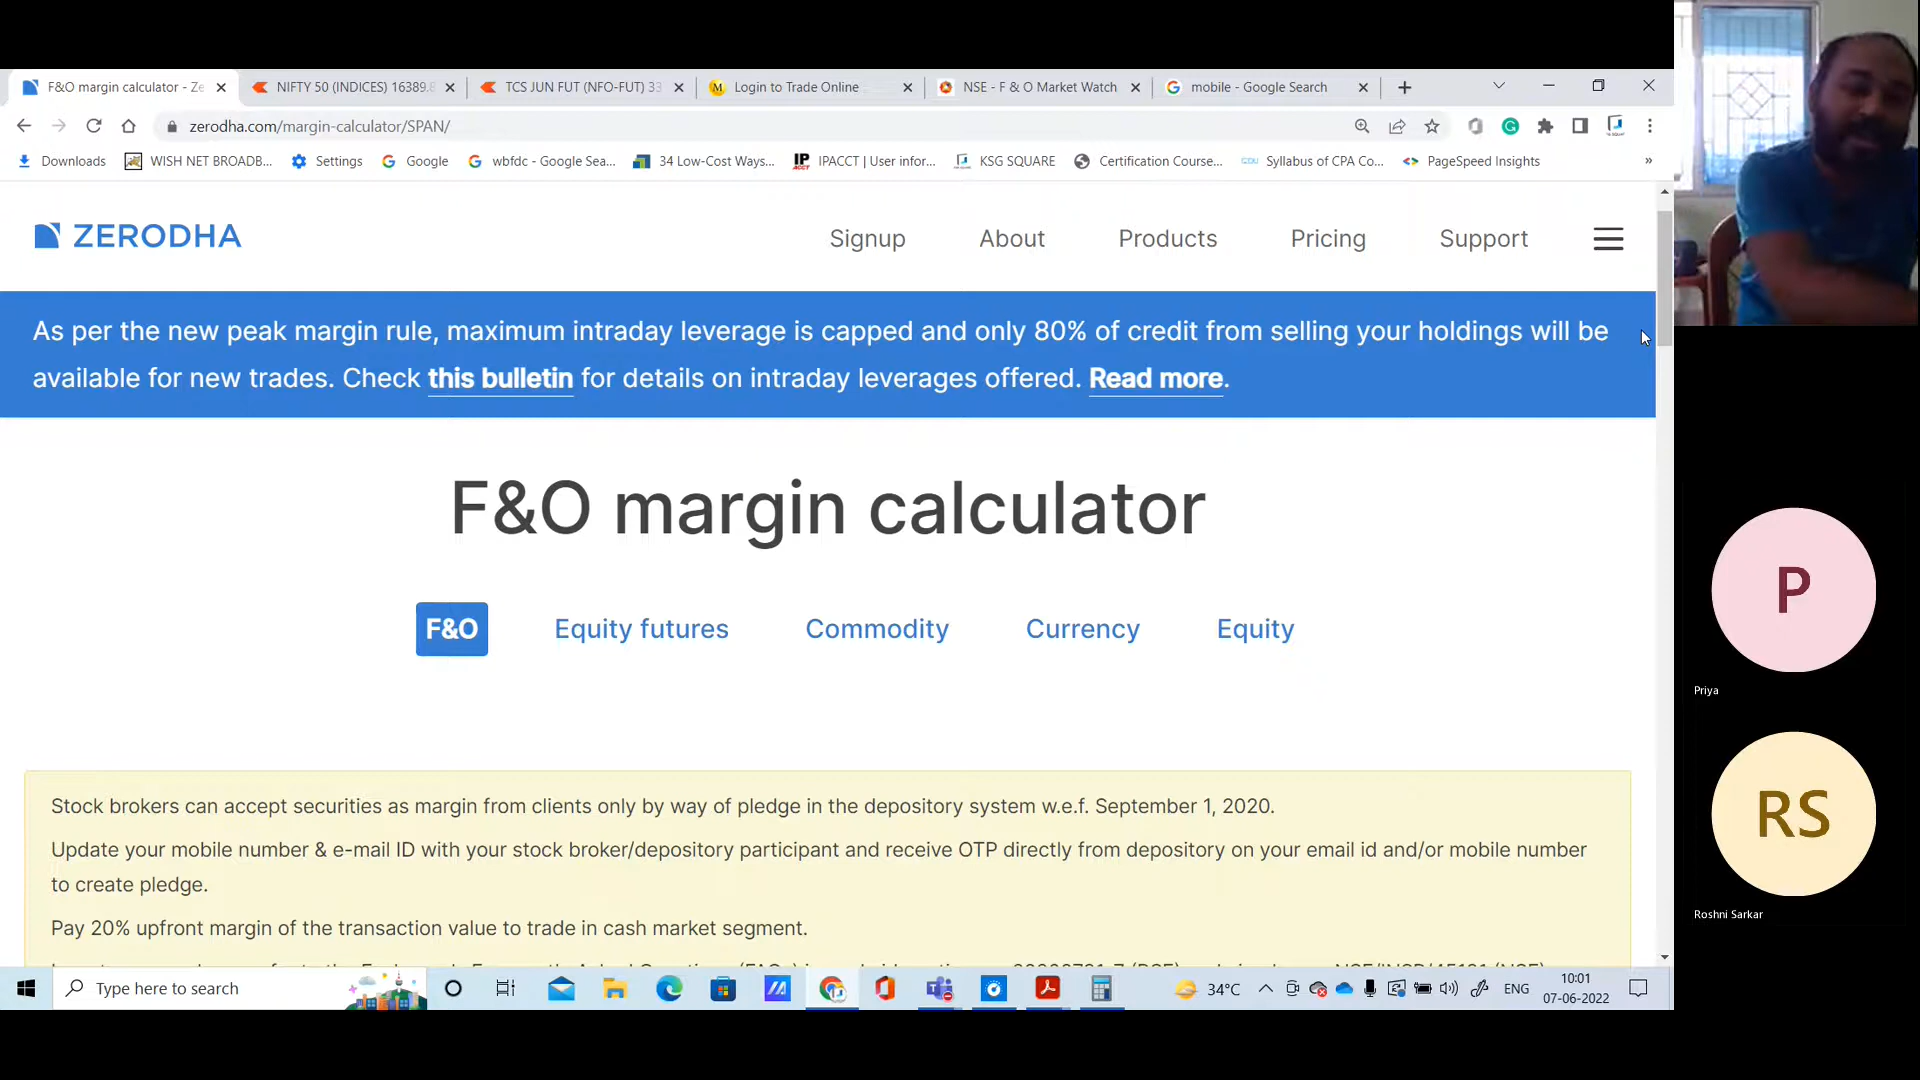 F&O margin calculator - Ze
NIFTY 50 (INDICES) 16389.8
TCS JUN FUT (NFO-FUT) 33
Login to Trade Online
NSE - F & O Market Watch
mobile - Google Search
zerodha.com/margin-calculator/SPAN/
Downloads
WISH NET BROADB...
Settings
Google
wbfdc - Google Sea...
34 Low-Cost Ways...
IPACCT | User infor...
KSG SQUARE
Certification Course...
Syllabus of CPA Co...
PageSpeed Insights
ZERODHA
Signup
About
Products
Pricing
Support
As per the new peak margin rule, maximum intraday leverage is capped and only 80% of credit from selling your holdings will be
available for new trades. Check this bulletin for details on intraday leverages offered. Read more.
F&O margin calculator
F&O
Equity futures
Commodity
Currency
Equity
Stock brokers can accept securities as margin from clients only by way of pledge in the depository system w.e.f. September 1, 2020.
Update your mobile number & e-mail ID with your stock broker/depository participant and receive OTP directly from depository on your email id and/or mobile number
to create pledge.
Pay 20% upfront margin of the transaction value to trade in cash market segment.
Type here to search
34°C
ENG
10:01
07-06-2022
P
Priya
RS
Roshni Sarkar